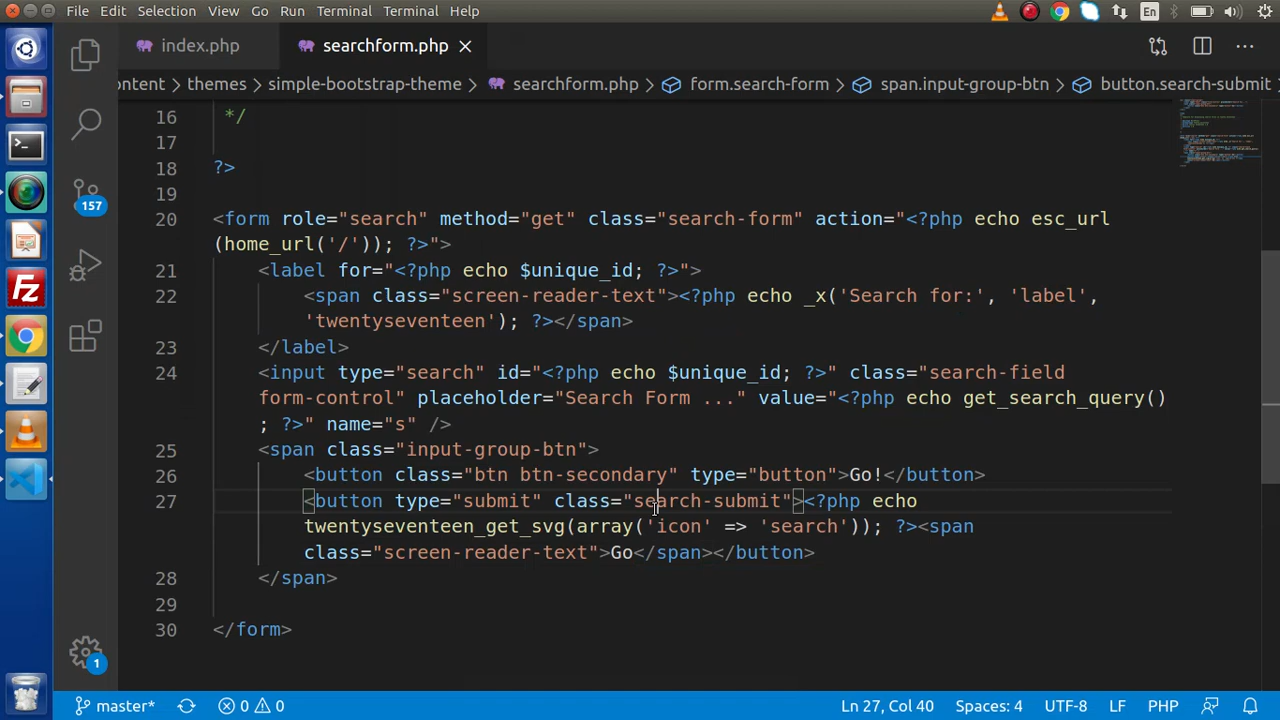 File Edit Selection View Go Run Terminal Terminal Help
En
index.php searchform.php
ontent > themes > simple-bootstrap-theme > searchform.php > form.search-form > span.input-group-btn > button.search-submit
16 */
17
18 ?>
19
20 <form role="search" method="get" class="search-form" action="<?php echo esc_url
(home_url('/')); ?>">
21 <label for="<?php echo $unique_id; ?>">
22 <span class="screen-reader-text"><?php echo _x('Search for:', 'label',
'twentyseventeen'); ?></span>
23 </label>
24 <input type="search" id="<?php echo $unique_id; ?>" class="search-field
form-control" placeholder="Search Form ..." value="<?php echo get_search_query()
; ?>" name="s" />
25 <span class="input-group-btn">
26 <button class="btn btn-secondary" type="button">Go!</button>
27 <button type="submit" class="search-submit"><?php echo
twentyseventeen_get_svg(array('icon' => 'search')); ?><span
class="screen-reader-text">Go</span></button>
28 </span>
29
30 </form>
157
1
master* 0 0 Ln 27, Col 40 Spaces: 4 UTF-8 LF PHP